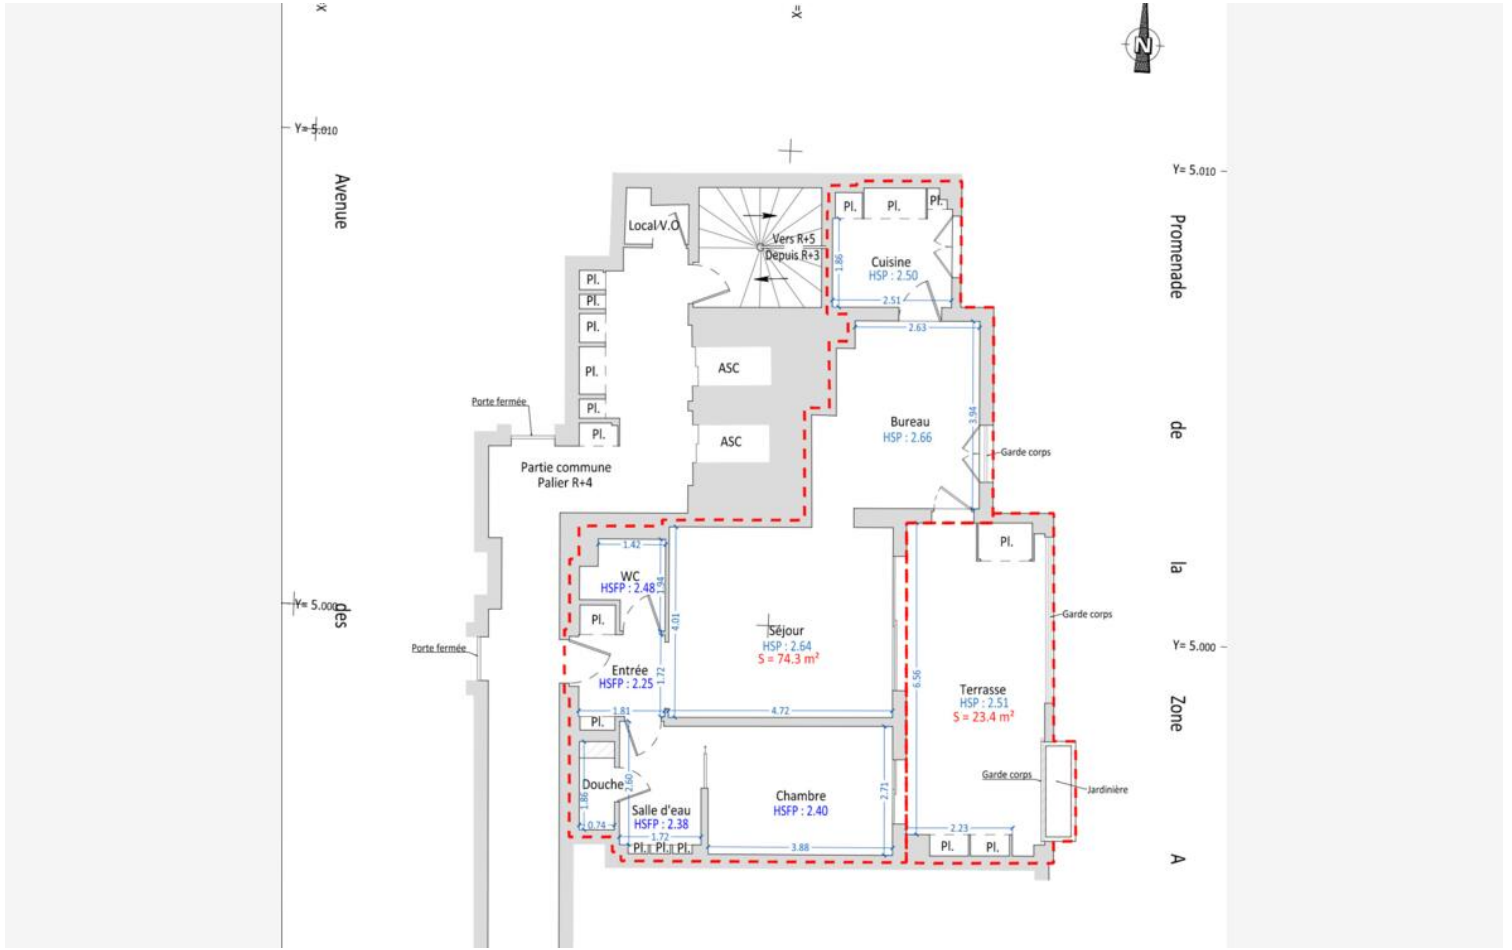 X
X=
N
Y= 5.010
Y= 5.010
Avenue
des
Promenade
de
la
Zone
A
Y= 5.000
Y= 5.000
Local V.O
Vers R+5
Depuis R+3
Pl.
Pl.
Pl.
Cuisine
HSP : 2.50
1.86
2.51
Pl.
Pl.
Pl.
Pl.
Pl.
Pl.
ASC
ASC
2.63
3.94
Bureau
HSP : 2.66
Garde corps
Porte fermée
Partie commune
Palier R+4
Pl.
1.42
WC
HSFP : 2.48
1.94
Pl.
4.01
Séjour
HSP : 2.64
S = 74.3 m²
Garde corps
Porte fermée
Entrée
HSFP : 2.25
1.72
1.81
4.72
6.56
Terrasse
HSP : 2.51
S = 23.4 m²
Pl.
Douche
1.86
0.74
2.60
Salle d'eau
HSFP : 2.38
1.72
Pl.
Pl.
Pl.
Chambre
HSFP : 2.40
2.71
3.88
Garde corps
Jardinière
2.23
Pl.
Pl.